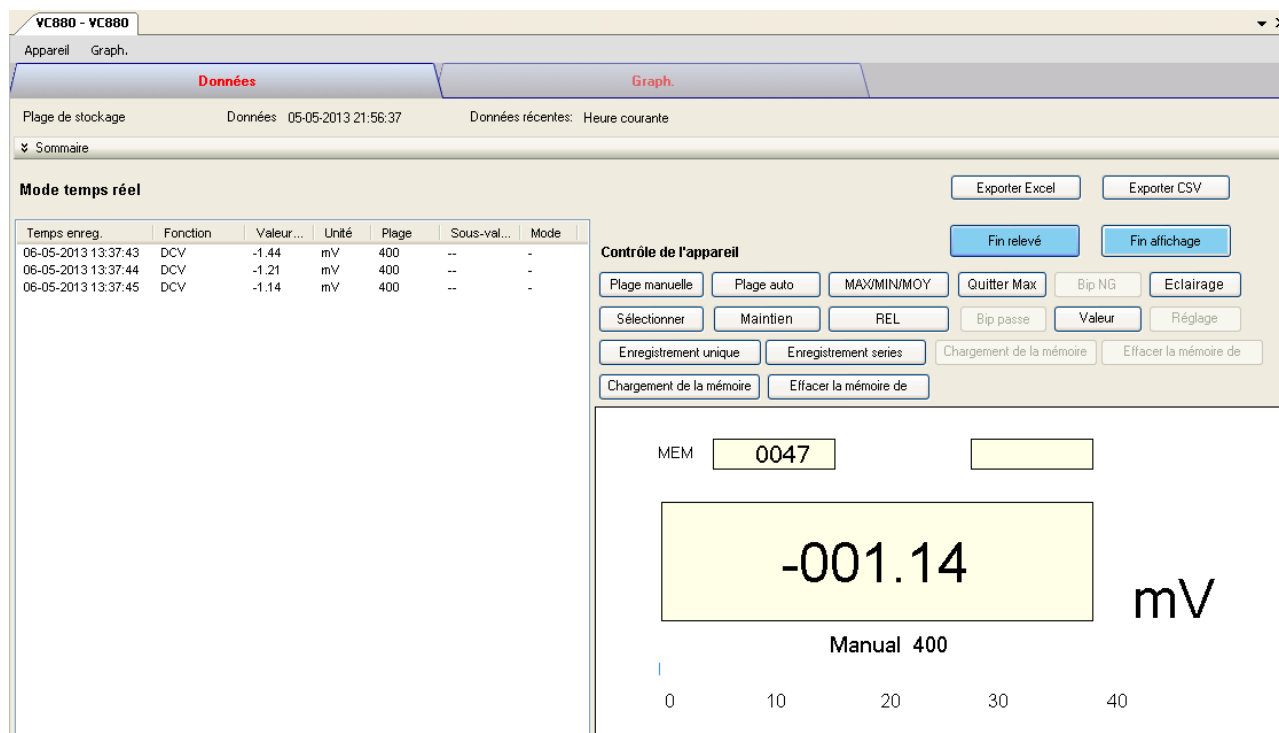 VC880 - VC880
Appareil Graph.
Données Graph.
Plage de stockage Données 05-05-2013 21:56:37 Données récentes: Heure courante
Sommaire
Mode temps réel
Exporter Excel Exporter CSV
Fin relevé Fin affichage
Temps enreg. Fonction Valeur... Unité Plage Sous-val... Mode
06-05-2013 13:37:43 DCV -1.44 mV 400 -- -
06-05-2013 13:37:44 DCV -1.21 mV 400 -- -
06-05-2013 13:37:45 DCV -1.14 mV 400 -- -
Contrôle de l'appareil
Plage manuelle Plage auto MAX/MIN/MOY Quitter Max Bip NG Eclairage
Sélectionner Maintien REL Bip passe Valeur Réglage
Enregistrement unique Enregistrement series Chargement de la mémoire Effacer la mémoire de
Chargement de la mémoire Effacer la mémoire de
MEM 0047
-001.14
mV
Manual 400
0 10 20 30 40